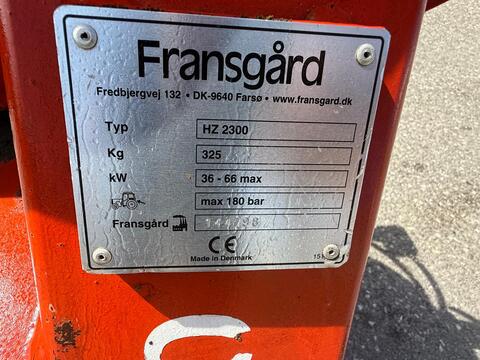 Fransgård
Fredbjergvej 132 • DK-9640 Farsø • www.fransgard.dk
Typ HZ 2300
Kg 325
kW 36 - 66 max
max 180 bar
Fransgård
CE
Made in Denmark